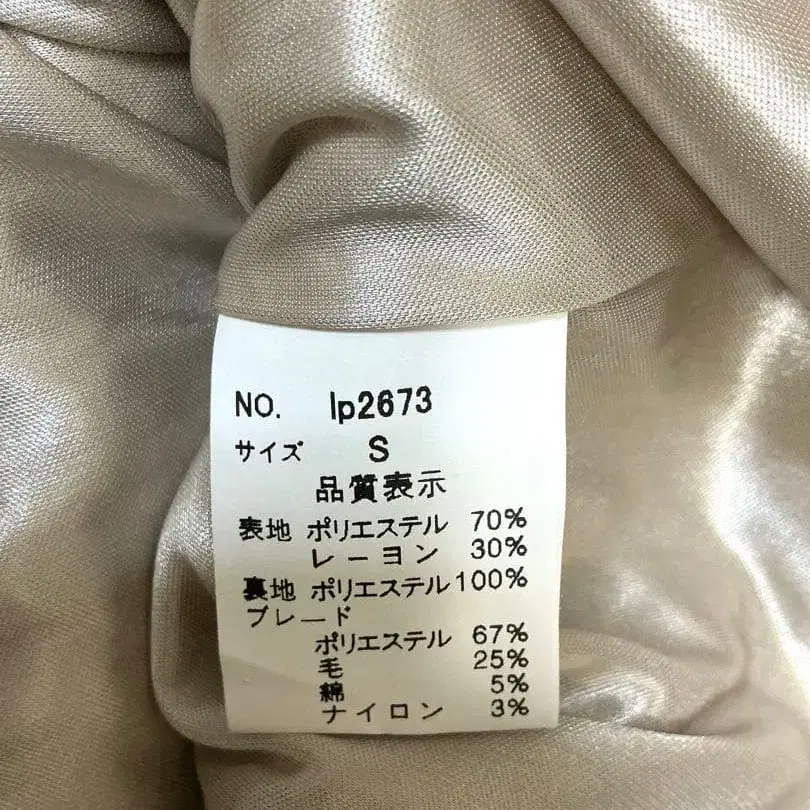 NO. lp2673
サイズ S
品質表示
表地 ポリエステル 70%
レーヨン 30%
裏地 ポリエステル 100%
ブレード
ポリエステル 67%
毛 25%
綿 5%
ナイロン 3%